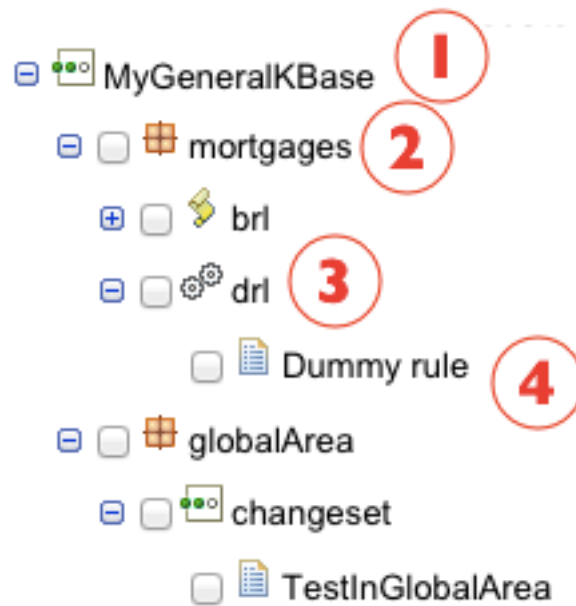 MyGeneralKBase 1
mortgages 2
brl
drl 3
Dummy rule 4
globalArea
changeset
TestInGlobalArea